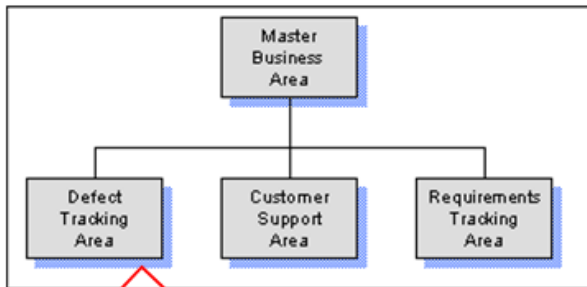 Master
Business
Area
Defect
Tracking
Area
Customer
Support
Area
Requirements
Tracking
Area